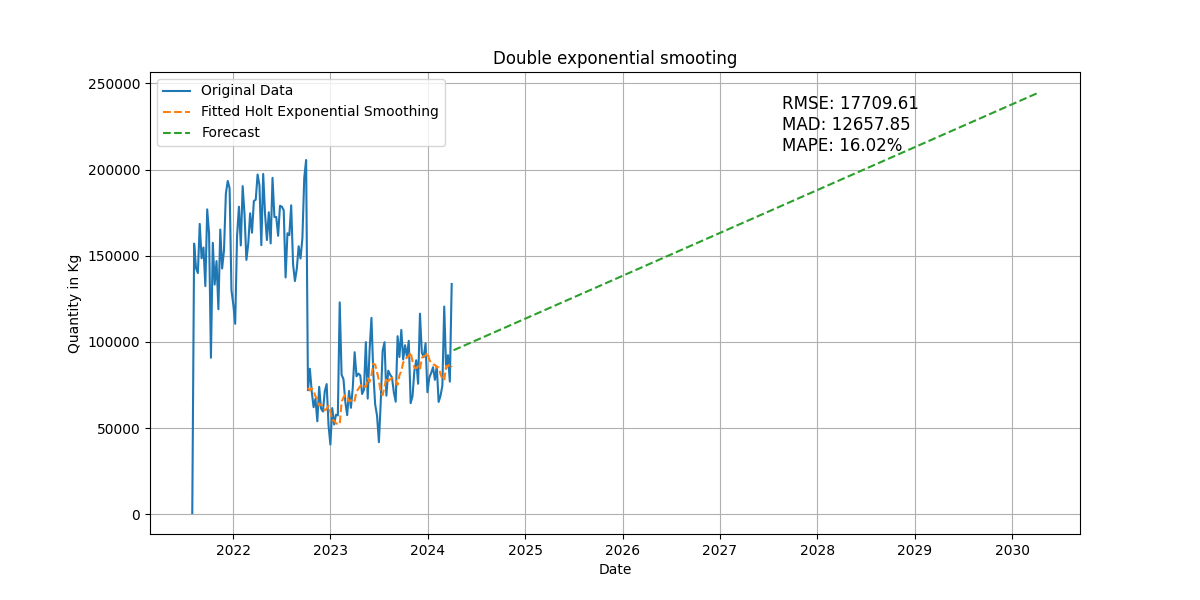 Double exponential smooting
Original Data
Fitted Holt Exponential Smoothing
Forecast
RMSE: 17709.61
MAD: 12657.85
MAPE: 16.02%
Quantity in Kg
250000
200000
150000
100000
50000
0
2022 2023 2024 2025 2026 2027 2028 2029 2030
Date